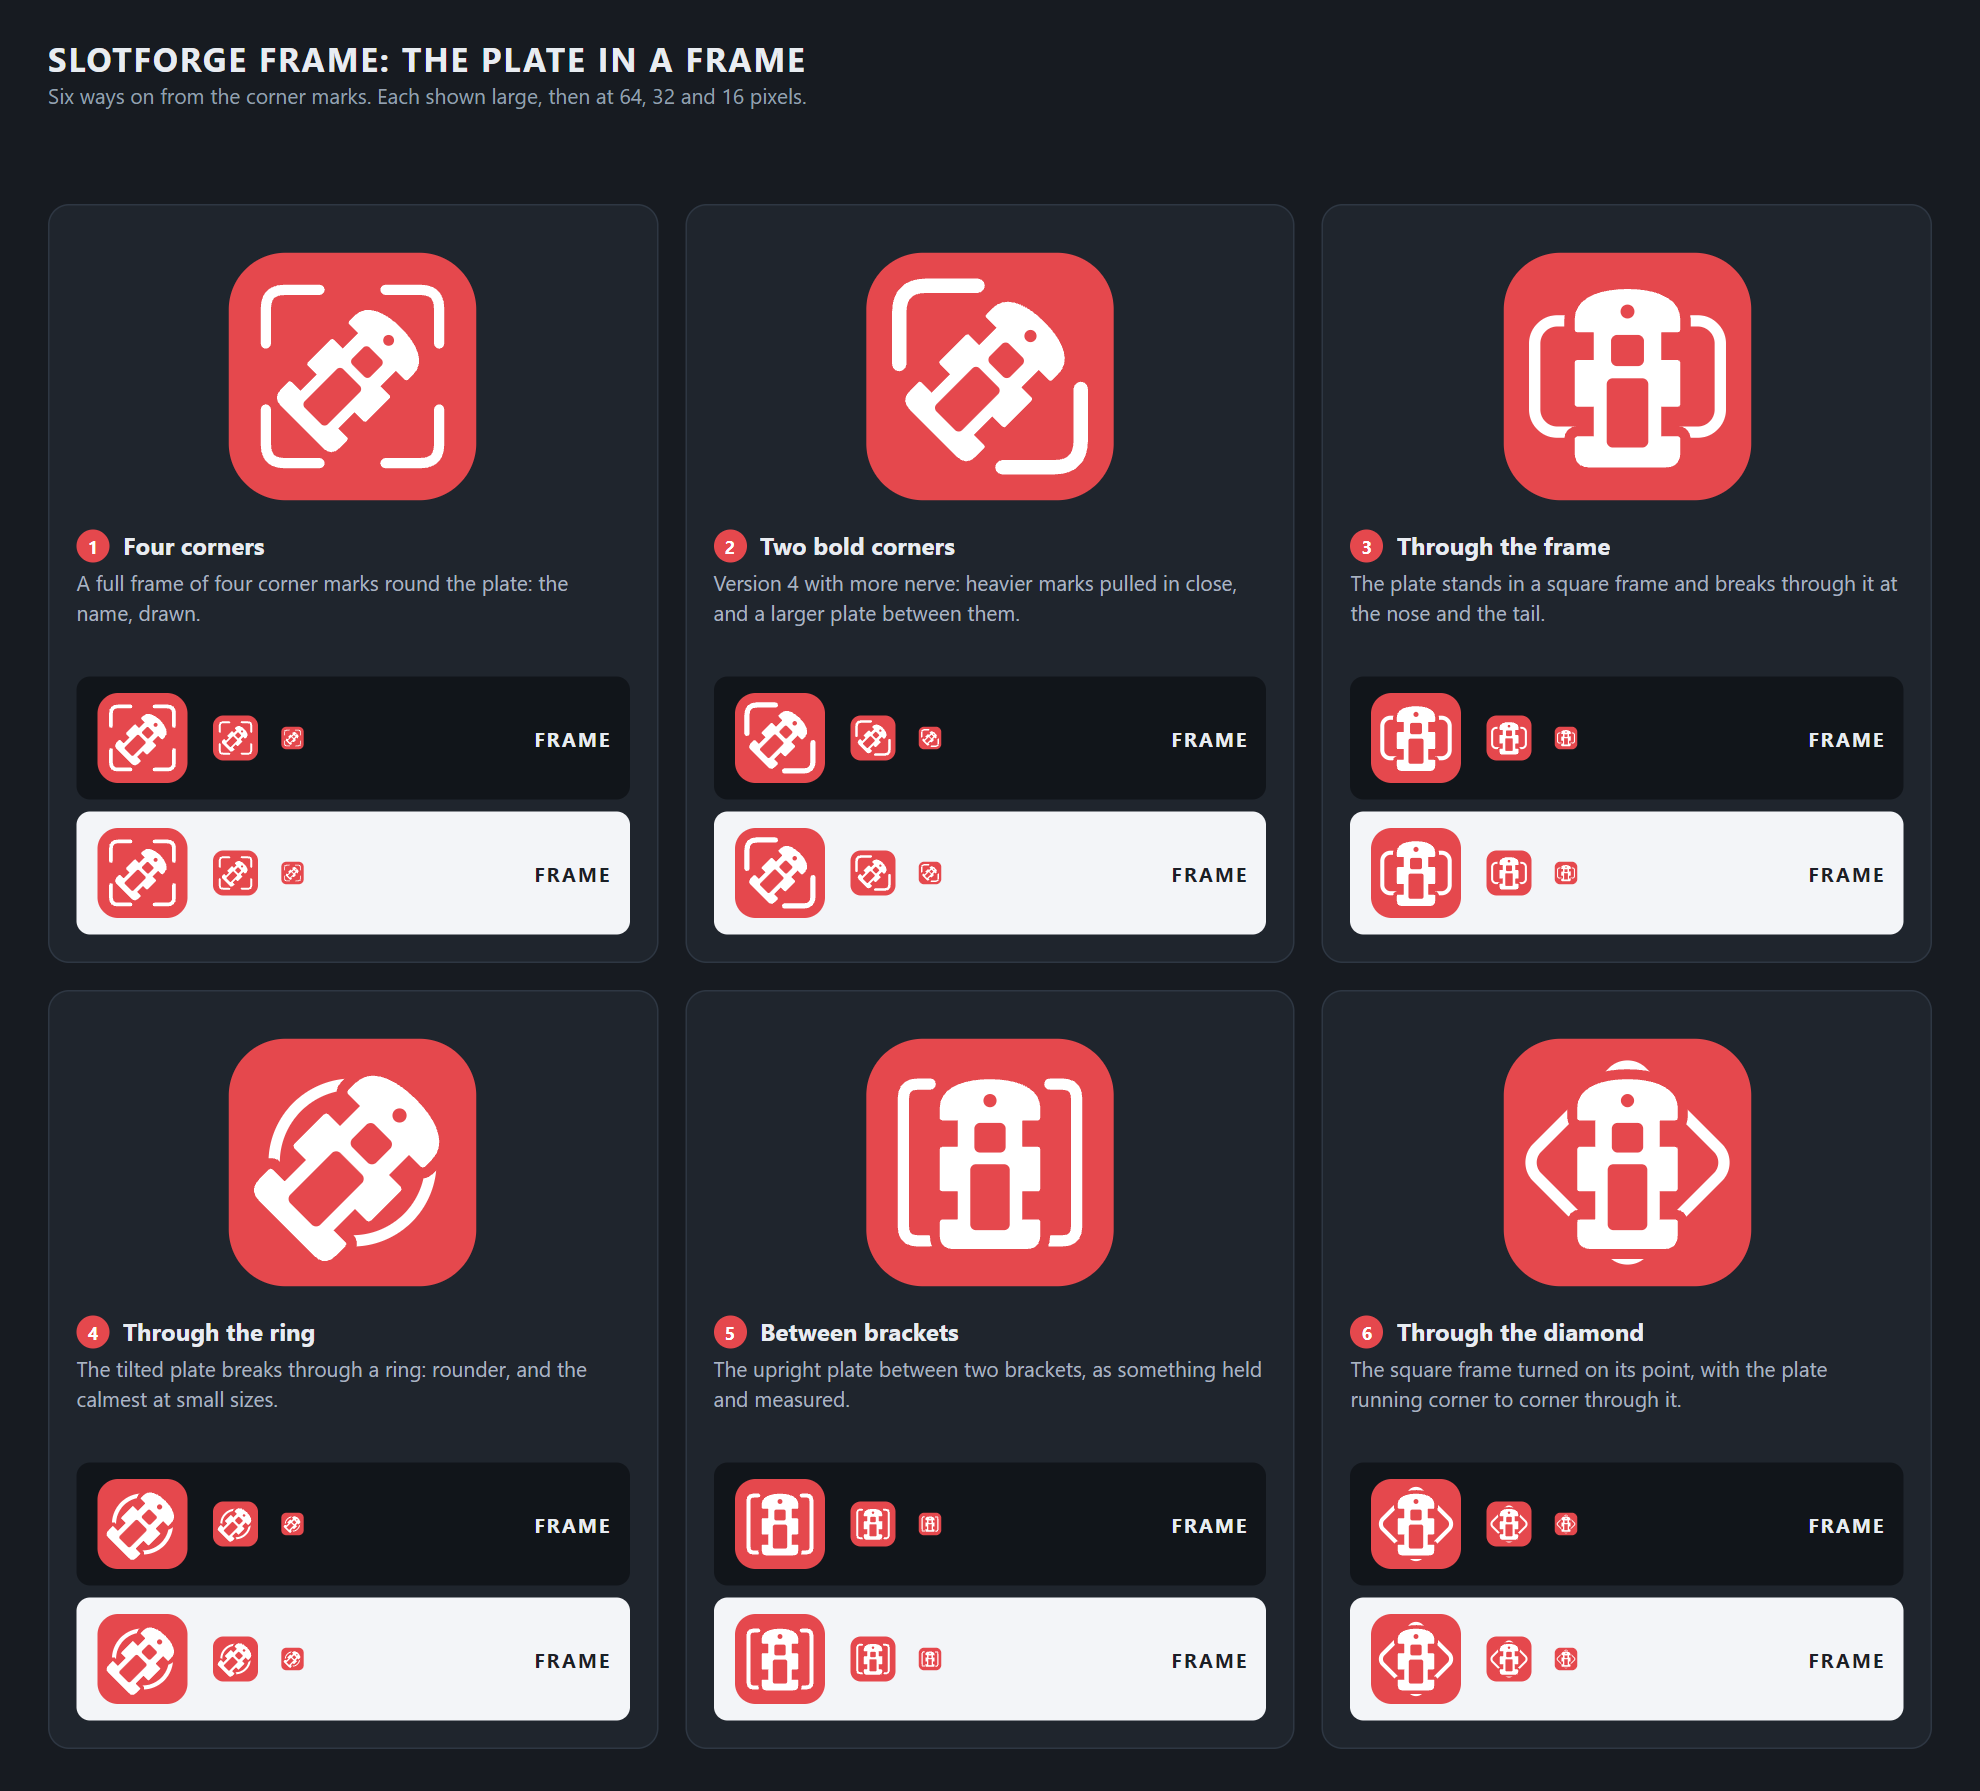 SLOTFORGE FRAME: THE PLATE IN A FRAME
Six ways on from the corner marks. Each shown large, then at 64, 32 and 16 pixels.
1 Four corners
A full frame of four corner marks round the plate: the
name, drawn.
FRAME
FRAME
2 Two bold corners
Version 4 with more nerve: heavier marks pulled in close,
and a larger plate between them.
FRAME
FRAME
3 Through the frame
The plate stands in a square frame and breaks through it at
the nose and the tail.
FRAME
FRAME
4 Through the ring
The tilted plate breaks through a ring: rounder, and the
calmest at small sizes.
FRAME
FRAME
5 Between brackets
The upright plate between two brackets, as something held
and measured.
FRAME
FRAME
6 Through the diamond
The square frame turned on its point, with the plate
running corner to corner through it.
FRAME
FRAME